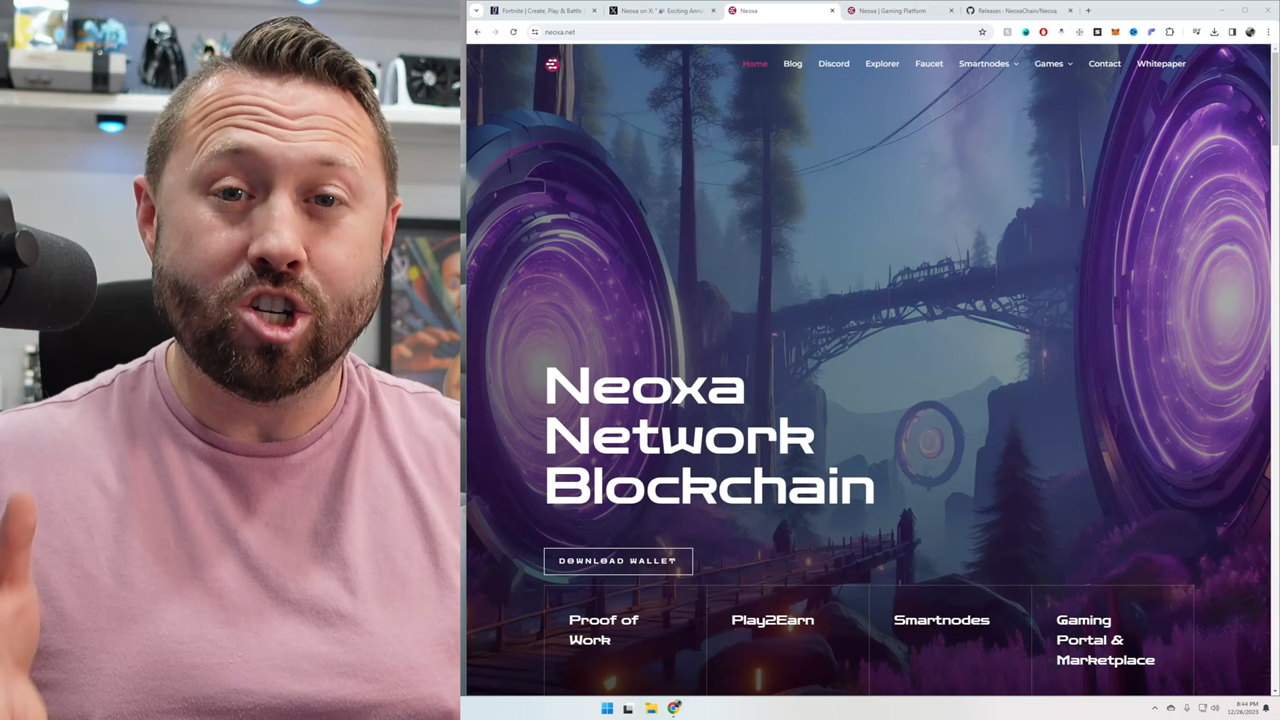 Fortnite | Create, Play & Battle
Neoxa on X: "🎉 Exciting Ann
Neoxa
Neoxa | Gaming Platform
Releases - NeoxaChain/Neoxa
neoxa.net
Home
Blog
Discord
Explorer
Faucet
Smartnodes
Games
Contact
Whitepaper
Neoxa
Network
Blockchain
DOWNLOAD WALLET
Proof of
Work
Play2Earn
Smartnodes
Gaming
Portal &
Marketplace
8:44 PM
12/26/2023